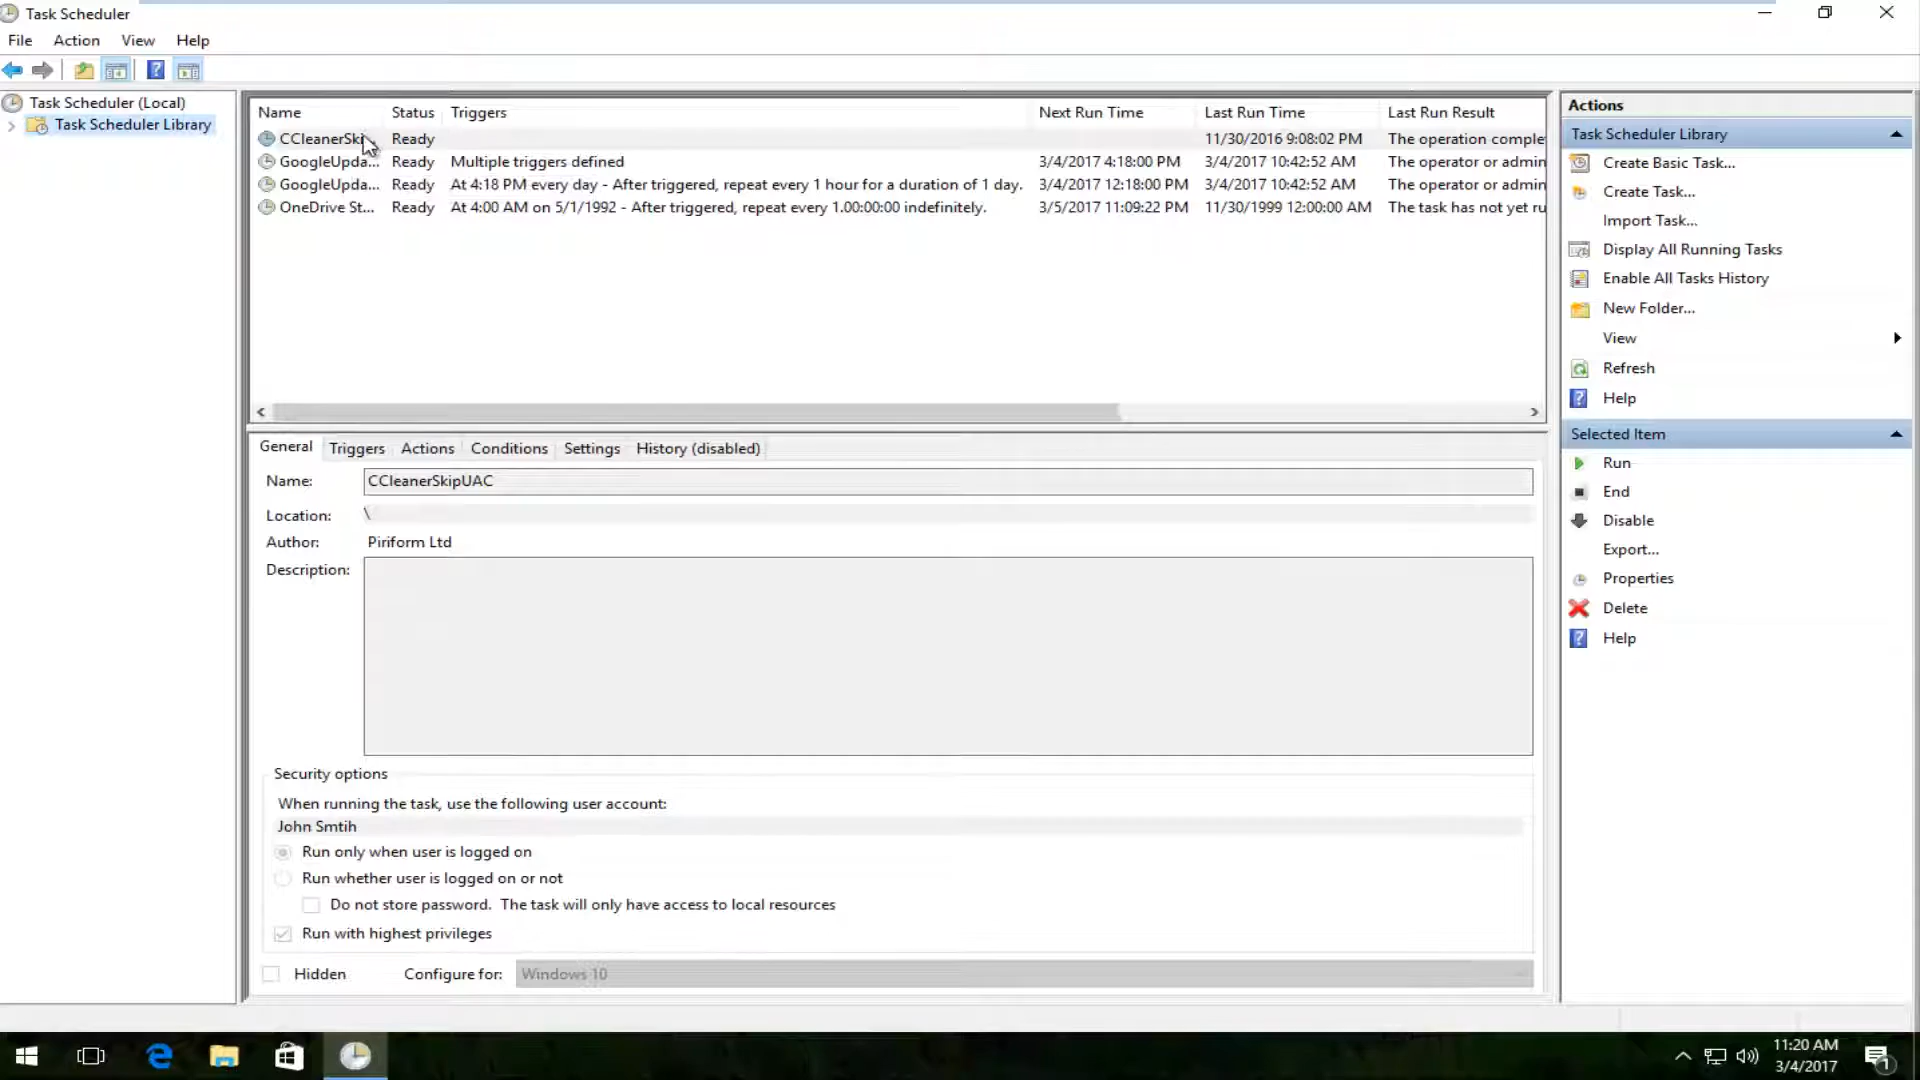 Task Scheduler
File Action View Help
Task Scheduler (Local)
Task Scheduler Library
Name Status Triggers Next Run Time Last Run Time Last Run Result
CCleanerSki Ready 11/30/2016 9:08:02 PM The operation comple
GoogleUpda... Ready Multiple triggers defined 3/4/2017 4:18:00 PM 3/4/2017 10:42:52 AM The operator or admin
GoogleUpda... Ready At 4:18 PM every day - After triggered, repeat every 1 hour for a duration of 1 day. 3/4/2017 12:18:00 PM 3/4/2017 10:42:52 AM The operator or admin
OneDrive St... Ready At 4:00 AM on 5/1/1992 - After triggered, repeat every 1.00:00:00 indefinitely. 3/5/2017 11:09:22 PM 11/30/1999 12:00:00 AM The task has not yet ru
General Triggers Actions Conditions Settings History (disabled)
Name: CCleanerSkipUAC
Location: \
Author: Piriform Ltd
Description:
Security options
When running the task, use the following user account:
John Smtih
Run only when user is logged on
Run whether user is logged on or not
Do not store password. The task will only have access to local resources
Run with highest privileges
Hidden Configure for: Windows 10
Actions
Task Scheduler Library
Create Basic Task...
Create Task...
Import Task...
Display All Running Tasks
Enable All Tasks History
New Folder...
View
Refresh
Help
Selected Item
Run
End
Disable
Export...
Properties
Delete
Help
11:20 AM
3/4/2017
1